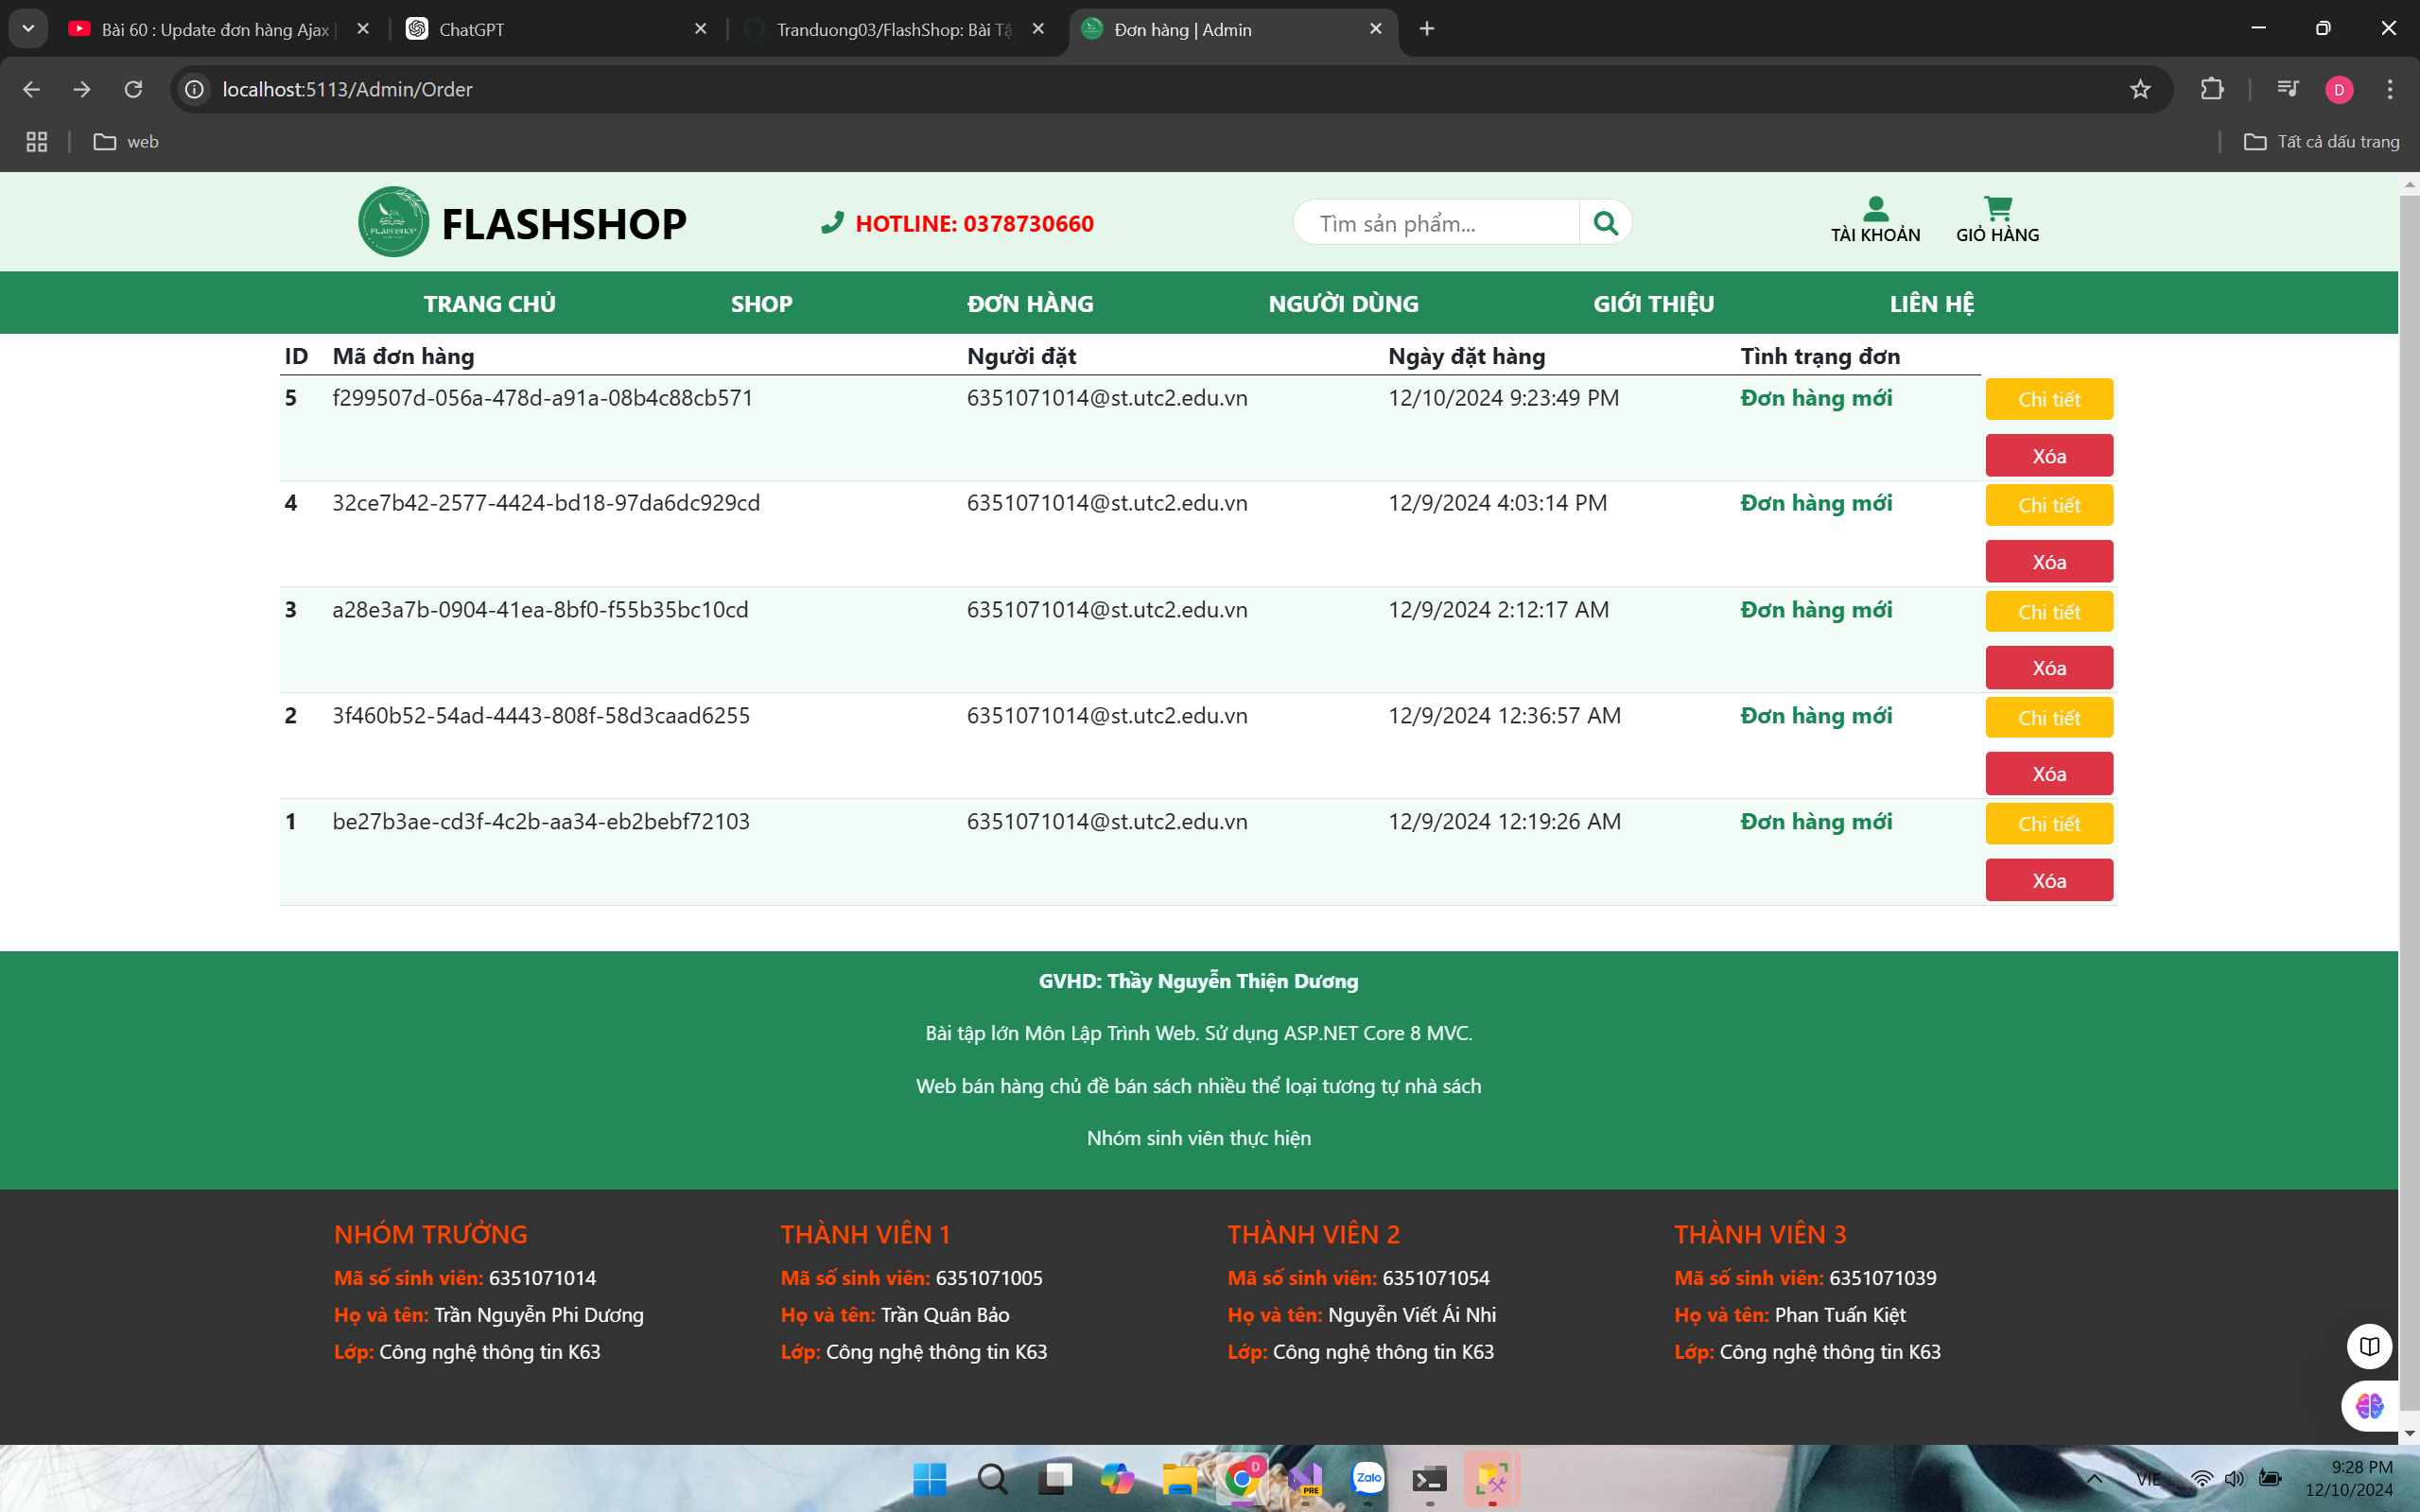 Bài 60 : Update đơn hàng Ajax
ChatGPT
Tranduong03/FlashShop: Bài Tậ
Đơn hàng | Admin
localhost:5113/Admin/Order
web
Tất cả dấu trang
FLASHSHOP
FLASHSHOP
HOTLINE: 0378730660
Tìm sản phẩm...
TÀI KHOẢN
GIỎ HÀNG
TRANG CHỦ SHOP ĐƠN HÀNG NGƯỜI DÙNG GIỚI THIỆU LIÊN HỆ
ID Mã đơn hàng Người đặt Ngày đặt hàng Tình trạng đơn
5 f299507d-056a-478d-a91a-08b4c88cb571 6351071014@st.utc2.edu.vn 12/10/2024 9:23:49 PM Đơn hàng mới Chi tiết
Xóa
4 32ce7b42-2577-4424-bd18-97da6dc929cd 6351071014@st.utc2.edu.vn 12/9/2024 4:03:14 PM Đơn hàng mới Chi tiết
Xóa
3 a28e3a7b-0904-41ea-8bf0-f55b35bc10cd 6351071014@st.utc2.edu.vn 12/9/2024 2:12:17 AM Đơn hàng mới Chi tiết
Xóa
2 3f460b52-54ad-4443-808f-58d3caad6255 6351071014@st.utc2.edu.vn 12/9/2024 12:36:57 AM Đơn hàng mới Chi tiết
Xóa
1 be27b3ae-cd3f-4c2b-aa34-eb2bebf72103 6351071014@st.utc2.edu.vn 12/9/2024 12:19:26 AM Đơn hàng mới Chi tiết
Xóa
GVHD: Thầy Nguyễn Thiện Dương
Bài tập lớn Môn Lập Trình Web. Sử dụng ASP.NET Core 8 MVC.
Web bán hàng chủ đề bán sách nhiều thể loại tương tự nhà sách
Nhóm sinh viên thực hiện
NHÓM TRƯỞNG
Mã số sinh viên: 6351071014
Họ và tên: Trần Nguyễn Phi Dương
Lớp: Công nghệ thông tin K63
THÀNH VIÊN 1
Mã số sinh viên: 6351071005
Họ và tên: Trần Quân Bảo
Lớp: Công nghệ thông tin K63
THÀNH VIÊN 2
Mã số sinh viên: 6351071054
Họ và tên: Nguyễn Viết Ái Nhi
Lớp: Công nghệ thông tin K63
THÀNH VIÊN 3
Mã số sinh viên: 6351071039
Họ và tên: Phan Tuấn Kiệt
Lớp: Công nghệ thông tin K63
D
D
PRE
Zalo
VIE
9:28 PM
12/10/2024